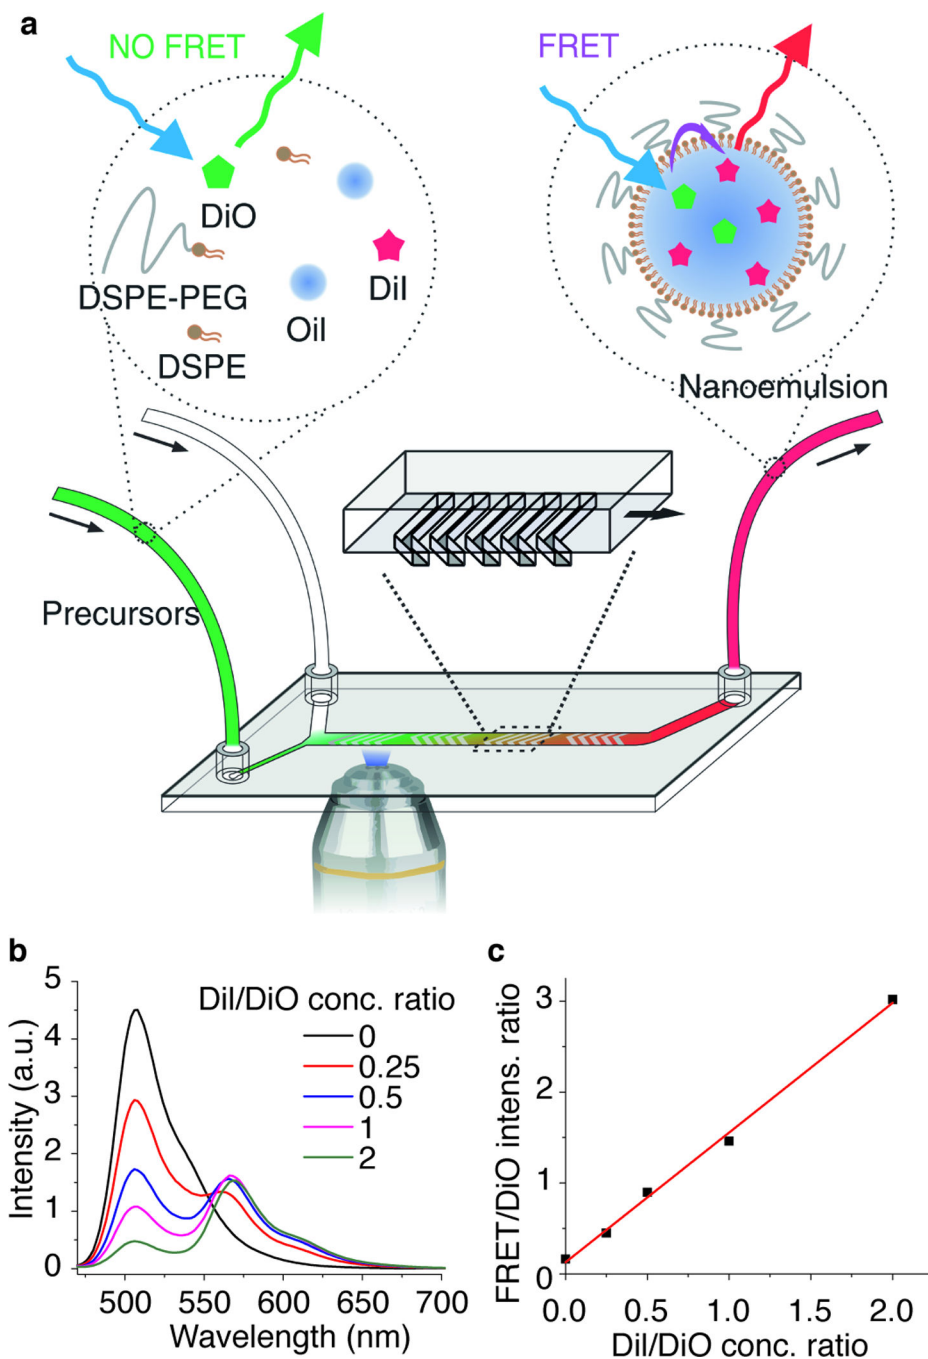 a
NO FRET
FRET
DiO
DiI
DSPE-PEG
Oil
DSPE
Nanoemulsion
Precursors
b
c
DiI/DiO conc. ratio
0
0.25
0.5
1
2
Intensity (a.u.)
5
4
3
2
1
0
500
550
600
650
700
Wavelength (nm)
FRET/DiO intens. ratio
3
2
1
0
0.0
0.5
1.0
1.5
2.0
DiI/DiO conc. ratio